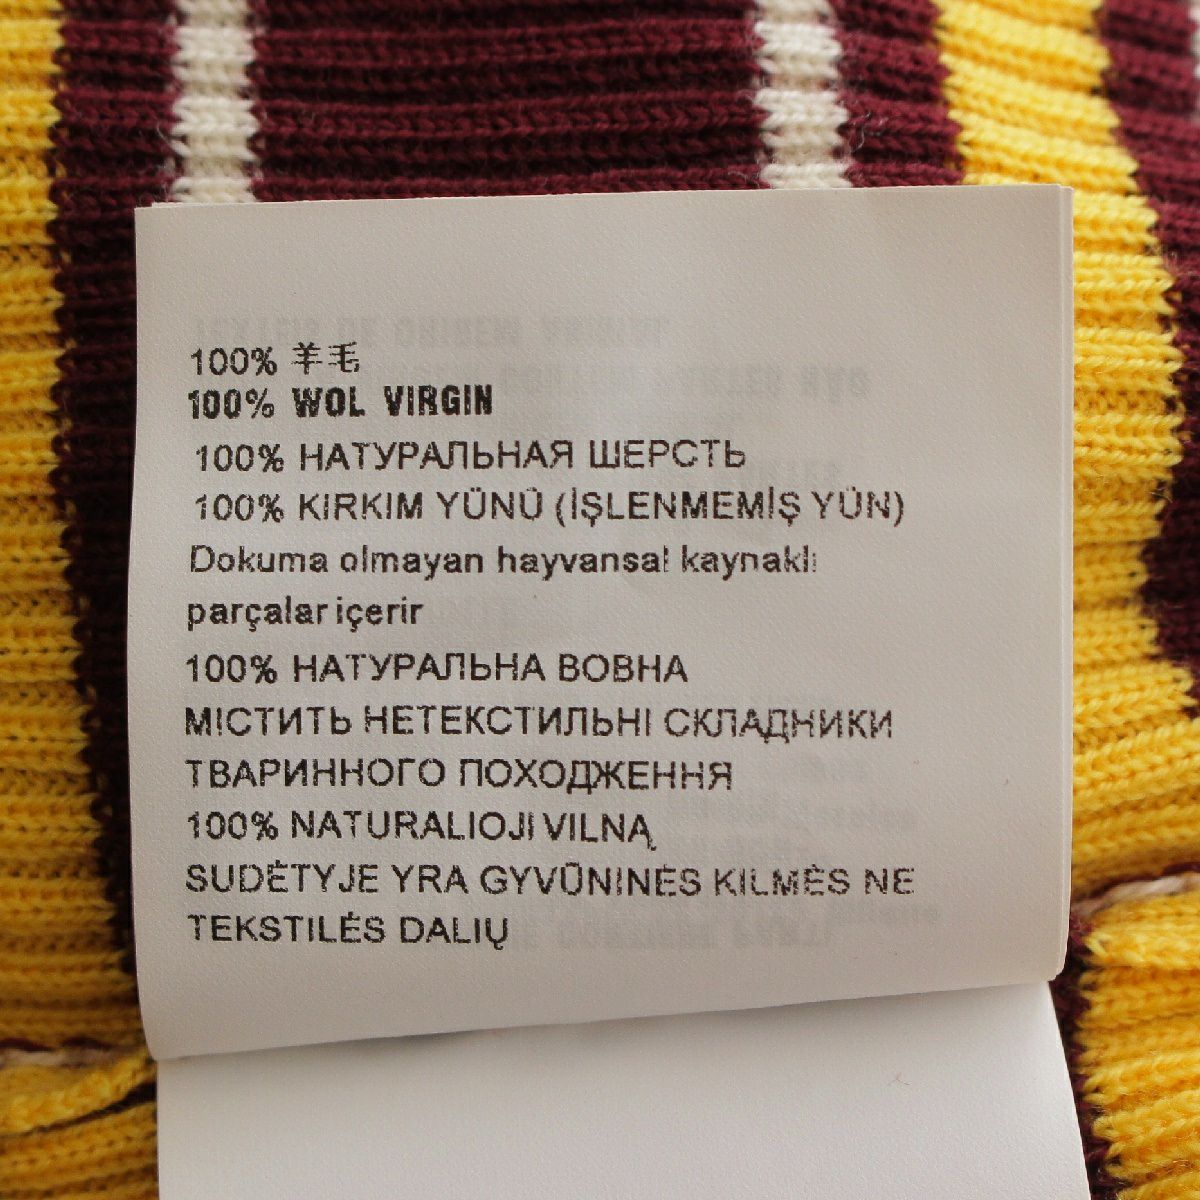 100% 羊毛
100% WOL VIRGIN
100% НАТУРАЛЬНАЯ ШЕРСТЬ
100% KIRKIM YÜNÜ (İŞLENMEMİŞ YÜN)
Dokuma olmayan hayvansal kaynaklı
parçalar içerir
100% НАТУРАЛЬНА ВОВНА
МІСТИТЬ НЕТЕКСТИЛЬНІ СКЛАДНИКИ
ТВАРИННОГО ПОХОДЖЕННЯ
100% NATURALIOJI VILNĄ
SUDĖTYJE YRA GYVŪNINĖS KILMĖS NE
TEKSTILĖS DALIŲ